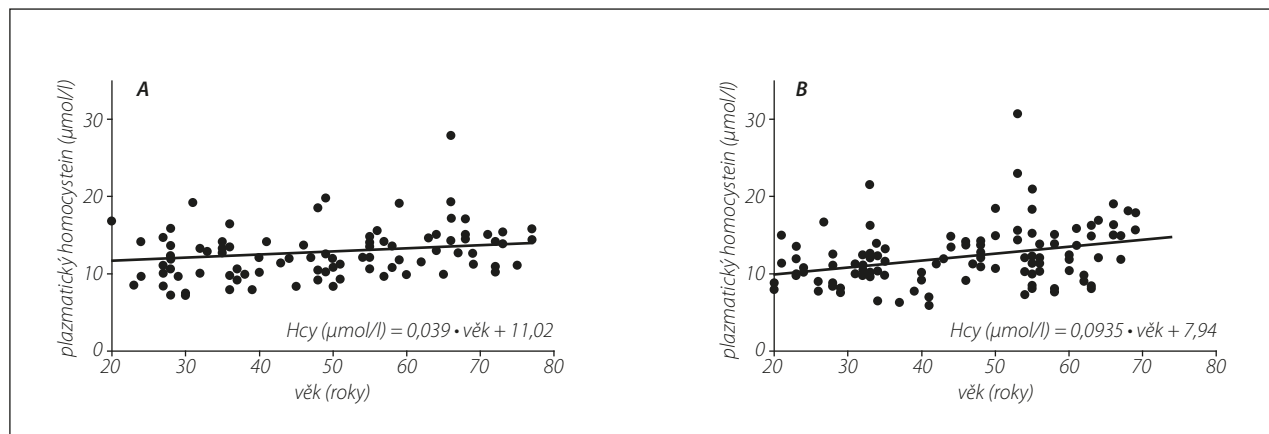 A
plazmatický homocystein (µmol/l)
30
20
10
0
Hcy (µmol/l) = 0,039 • věk + 11,02
20 30 40 50 60 70 80
věk (roky)
B
plazmatický homocystein (µmol/l)
30
20
10
0
Hcy (µmol/l) = 0,0935 • věk + 7,94
20 30 40 50 60 70 80
věk (roky)